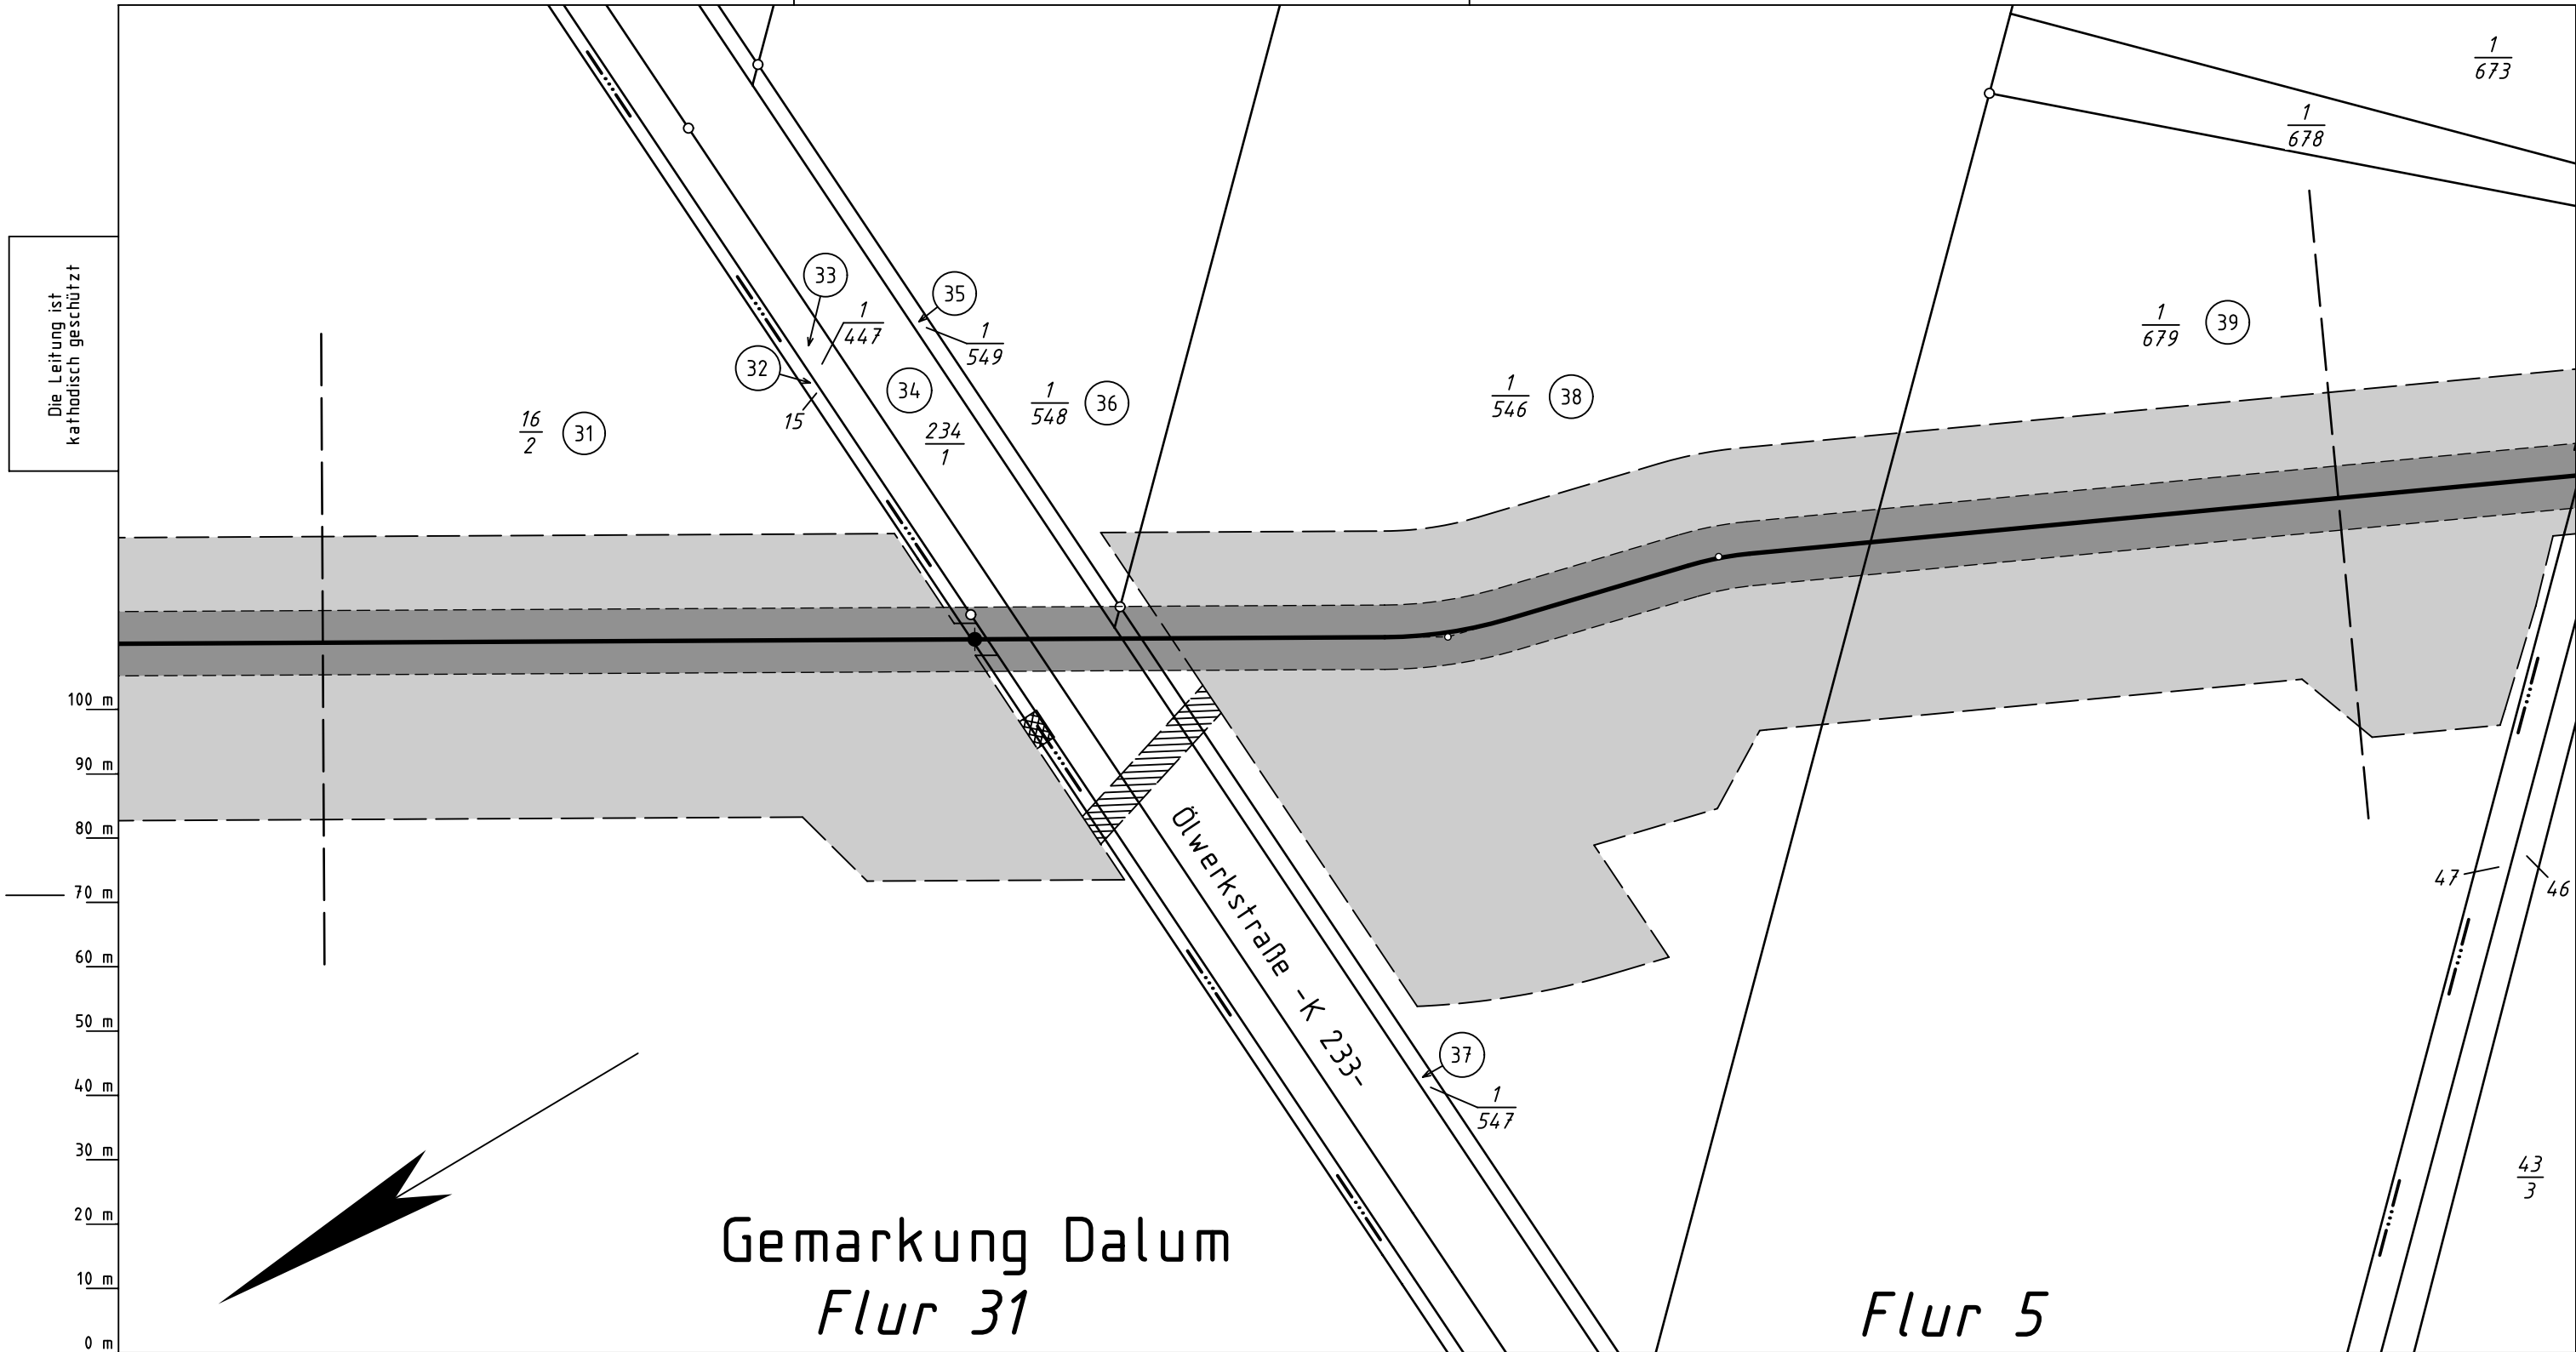 Die Leitung ist
kathodisch geschützt
1
673
1
678
33
35
1
447
1
549
32
15
34
234
1
16
2
31
1
548
36
1
546
38
1
679
39
100 m
90 m
80 m
70 m
60 m
50 m
40 m
30 m
20 m
10 m
0 m
Ölwerkstraße -K 233-
37
1
547
47
46
43
3
Gemarkung Dalum
Flur 31
Flur 5